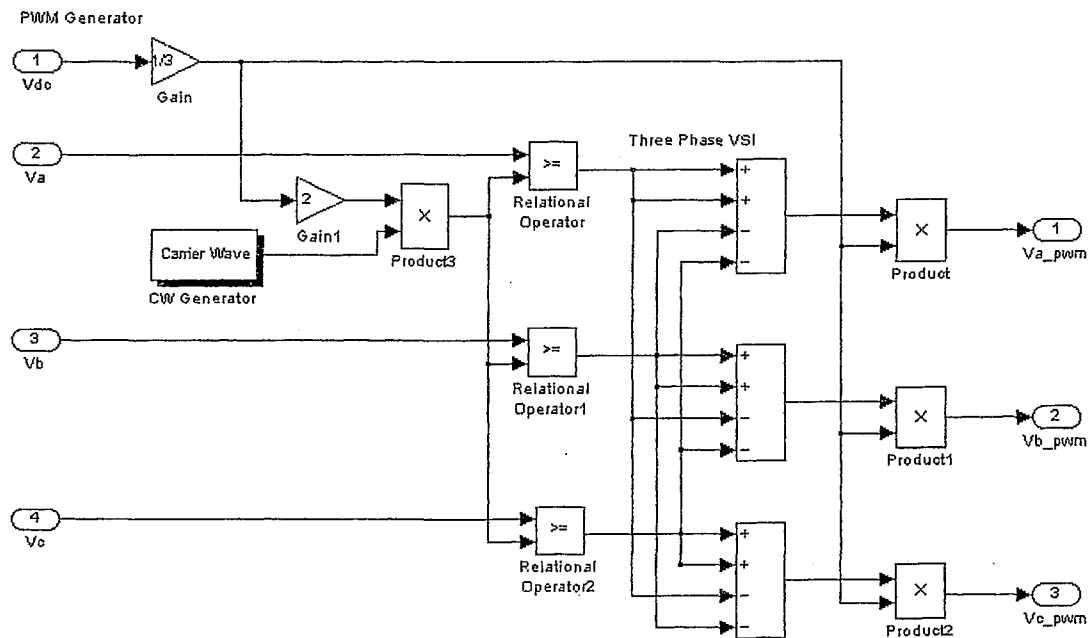 PWM Generator
1
Vdc
1/3
Gain
2
Va
>=
Relational
Operator
Three Phase VSI
+
+
−
−
×
Product
1
Va_pwm
2
Gain1
×
Product3
Carrier Wave
CW Generator
3
Vb
>=
Relational
Operator1
+
+
−
−
×
Product1
2
Vb_pwm
4
Vc
>=
Relational
Operator2
+
+
−
−
×
Product2
3
Vc_pwm